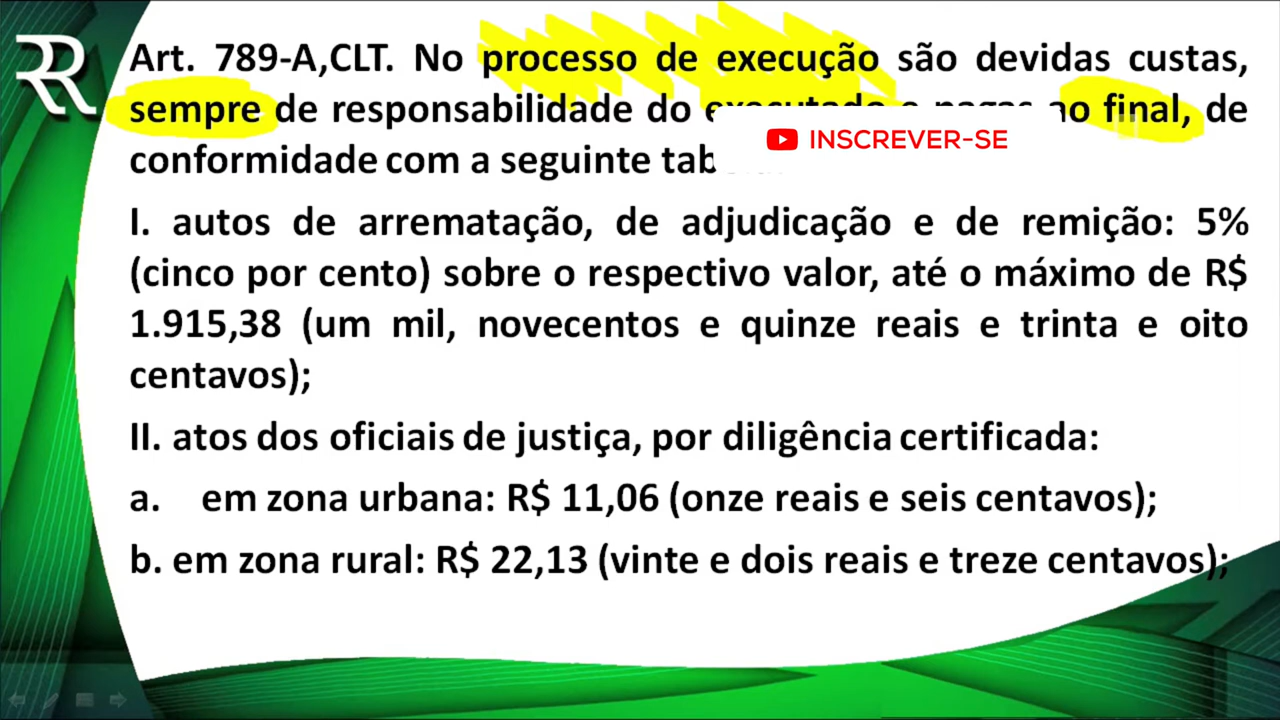 Art. 789-A,CLT. No processo de execução são devidas custas,
sempre de responsabilidade do executado e pagas ao final, de
INSCREVER-SE
conformidade com a seguinte
I. autos de arrematação, de adjudicação e de remição: 5%
(cinco por cento) sobre o respectivo valor, até o máximo de R$
1.915,38 (um mil, novecentos e quinze reais e trinta e oito
centavos);
II. atos dos oficiais de justiça, por diligência certificada:
a. em zona urbana: R$ 11,06 (onze reais e seis centavos);
b. em zona rural: R$ 22,13 (vinte e dois reais e treze centavos);